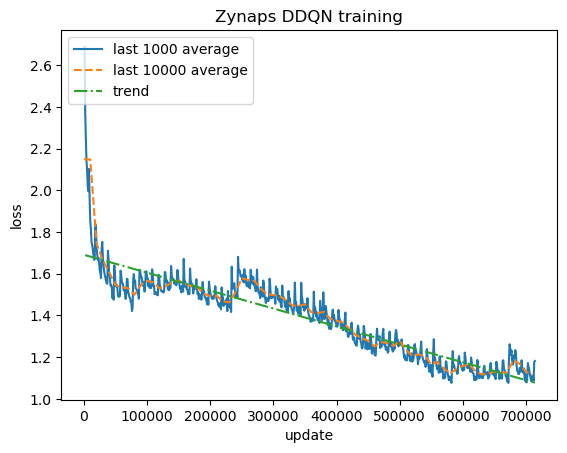 Zynaps DDQN training
last 1000 average
last 10000 average
trend
loss
2.6
2.4
2.2
2.0
1.8
1.6
1.4
1.2
1.0
0
100000
200000
300000
400000
500000
600000
700000
update